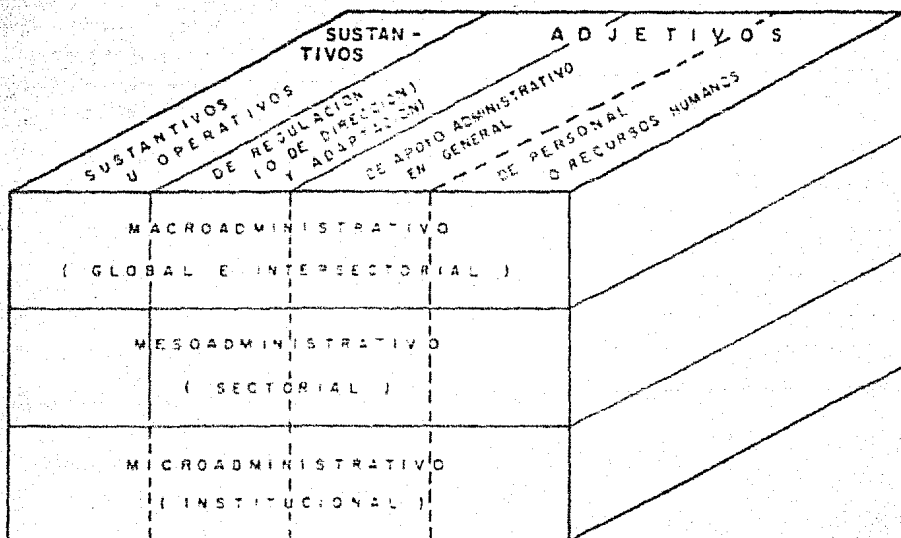 SUSTAN-
TIVOS
ADJETIVOS
SUSTANTIVOS
U OPERATIVOS
DE REGULACION
(O DE DIRECCION)
Y ADAPTACION)
DE APOYO ADMINISTRATIVO
EN GENERAL
DE PERSONAL
O RECURSOS HUMANOS
MACROADMINISTRATIVO
( GLOBAL E INTERSECTORIAL )
MESOADMINISTRATIVO
( SECTORIAL )
MICROADMINISTRATIVO
( INSTITUCIONAL )